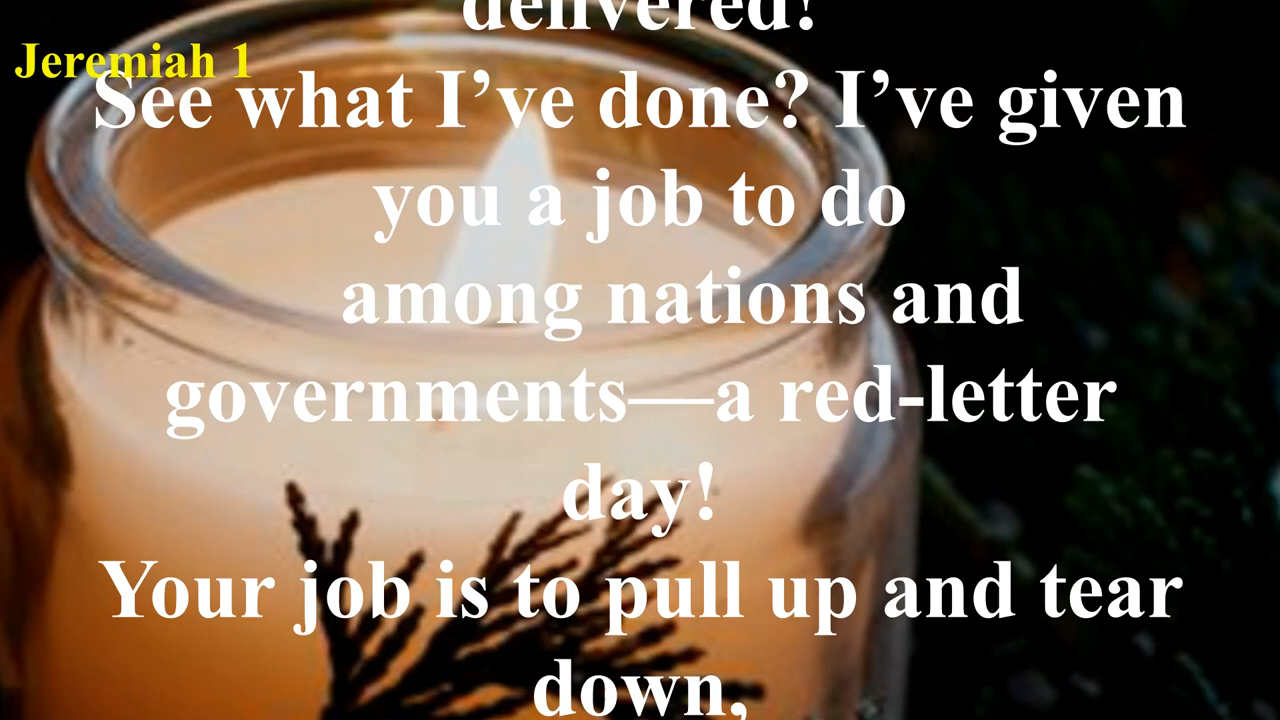 delivered!
Jeremiah 1
See what I’ve done? I’ve given
you a job to do
among nations and
governments—a red-letter
day!
Your job is to pull up and tear
down,